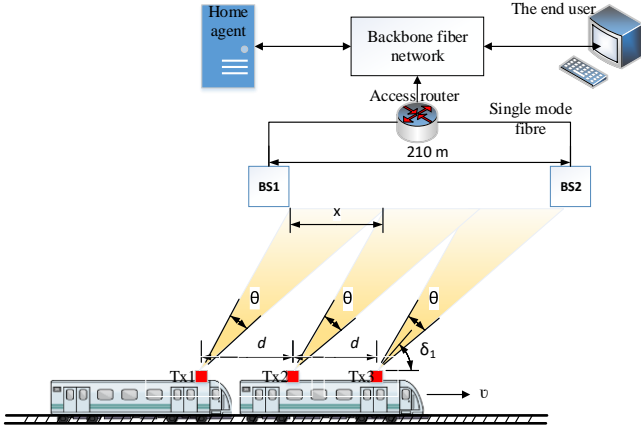 Home
agent
The end user
Backbone fiber
network
Access router
Single mode
fibre
210 m
BS1
BS2
x
θ
θ
θ
d
d
δ1
Tx1
Tx2
Tx3
υ